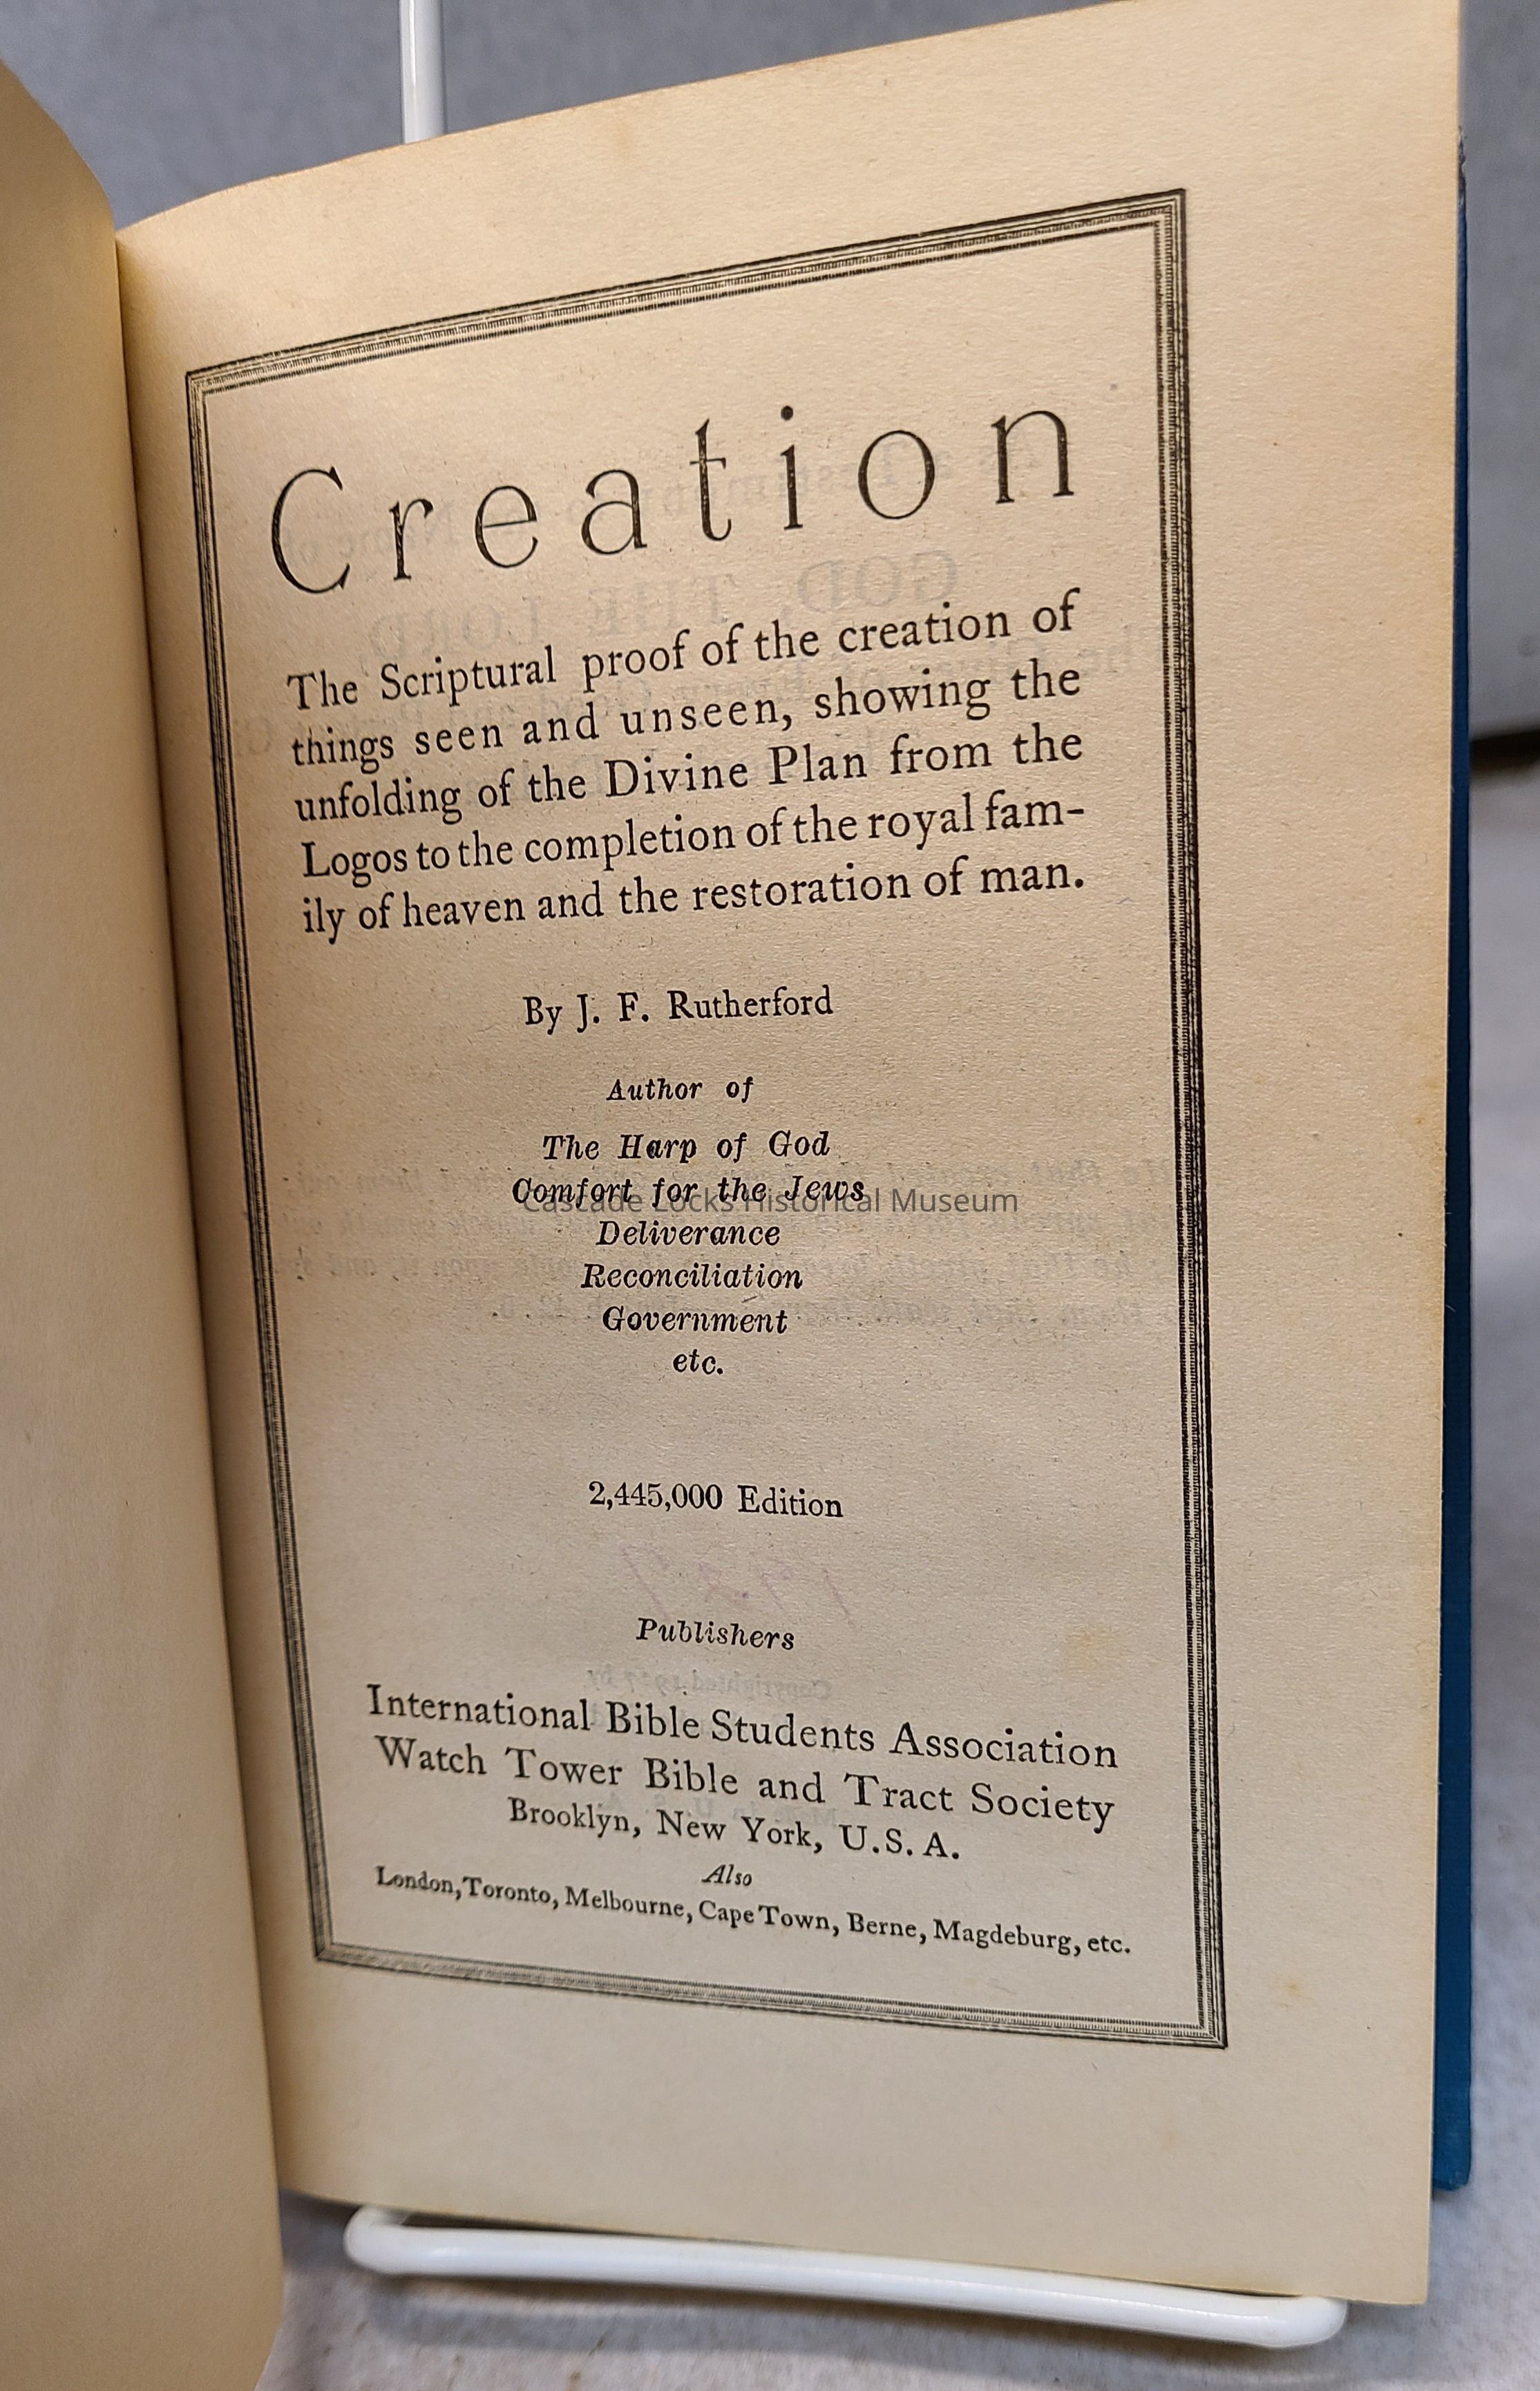 Creation
The Scriptural proof of the creation of
things seen and unseen, showing the
unfolding of the Divine Plan from the
Logos to the completion of the royal fam-
ily of heaven and the restoration of man.
By J. F. Rutherford
Author of
The Harp of God
Comfort for the Jews
Cascade Locks Historical Museum
Deliverance
Reconciliation
Government
etc.
2,445,000 Edition
Publishers
International Bible Students Association
Watch Tower Bible and Tract Society
Brooklyn, New York, U.S.A.
Also
London, Toronto, Melbourne, Cape Town, Berne, Magdeburg, etc.